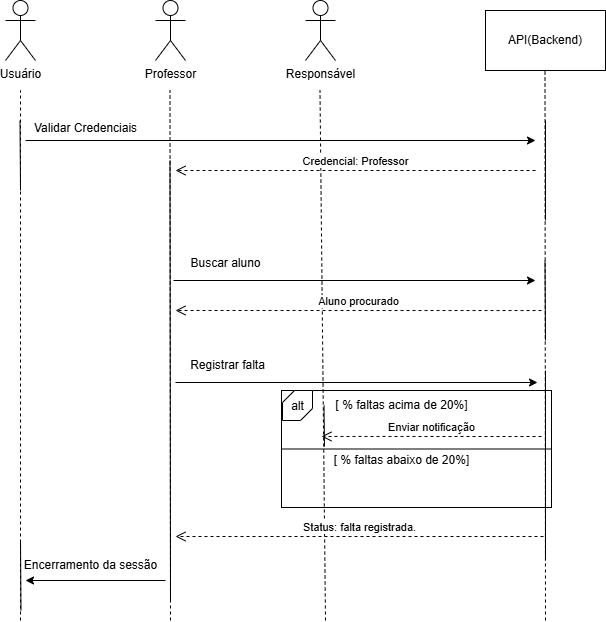 Usuário
Professor
Responsável
API(Backend)
Validar Credenciais
Credencial: Professor
Buscar aluno
Aluno procurado
Registrar falta
alt
[ % faltas acima de 20%]
Enviar notificação
[ % faltas abaixo de 20%]
Status: falta registrada.
Encerramento da sessão